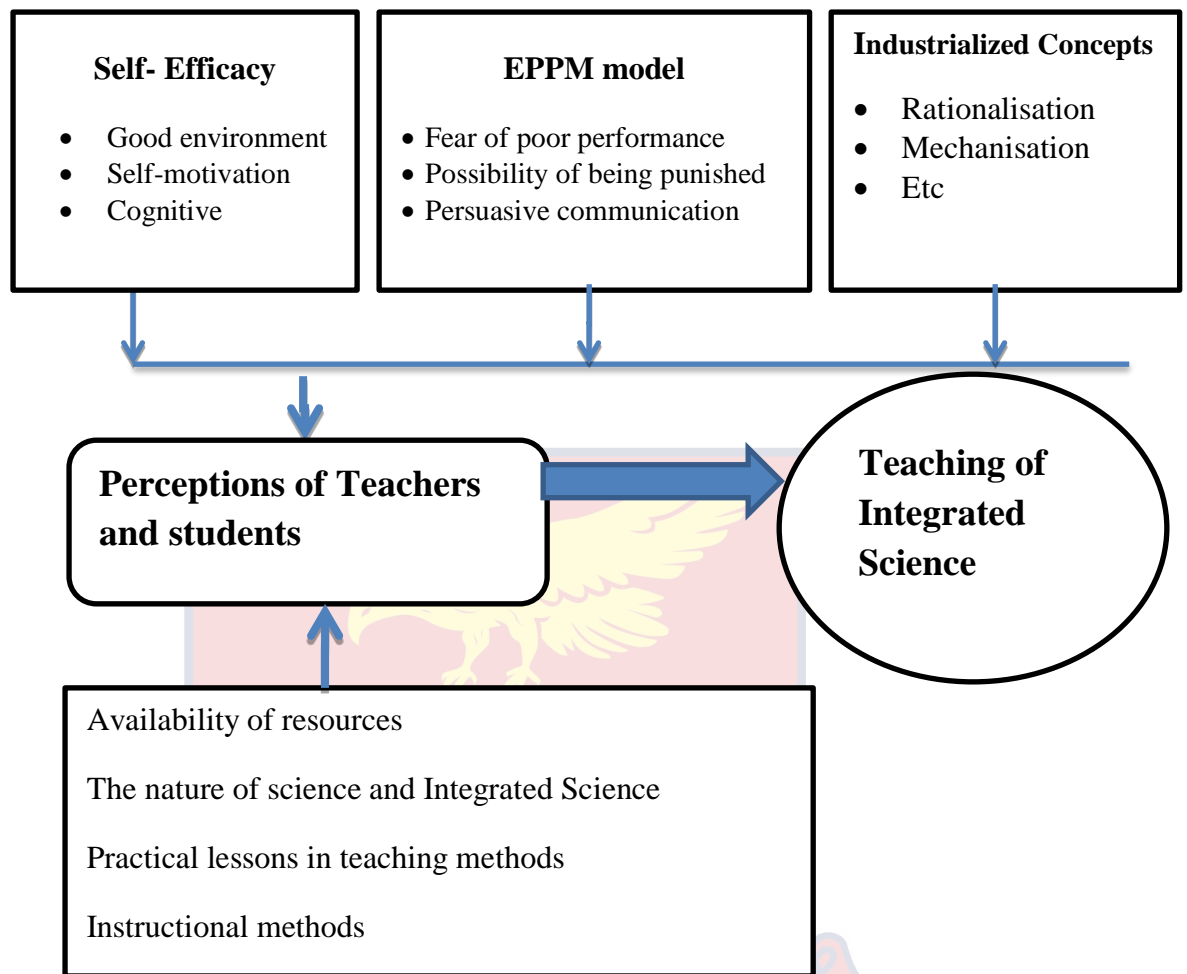 Self- Efficacy
• Good environment
• Self-motivation
• Cognitive
EPPM model
• Fear of poor performance
• Possibility of being punished
• Persuasive communication
Industrialized Concepts
• Rationalisation
• Mechanisation
• Etc
Perceptions of Teachers
and students
Teaching of
Integrated
Science
Availability of resources
The nature of science and Integrated Science
Practical lessons in teaching methods
Instructional methods